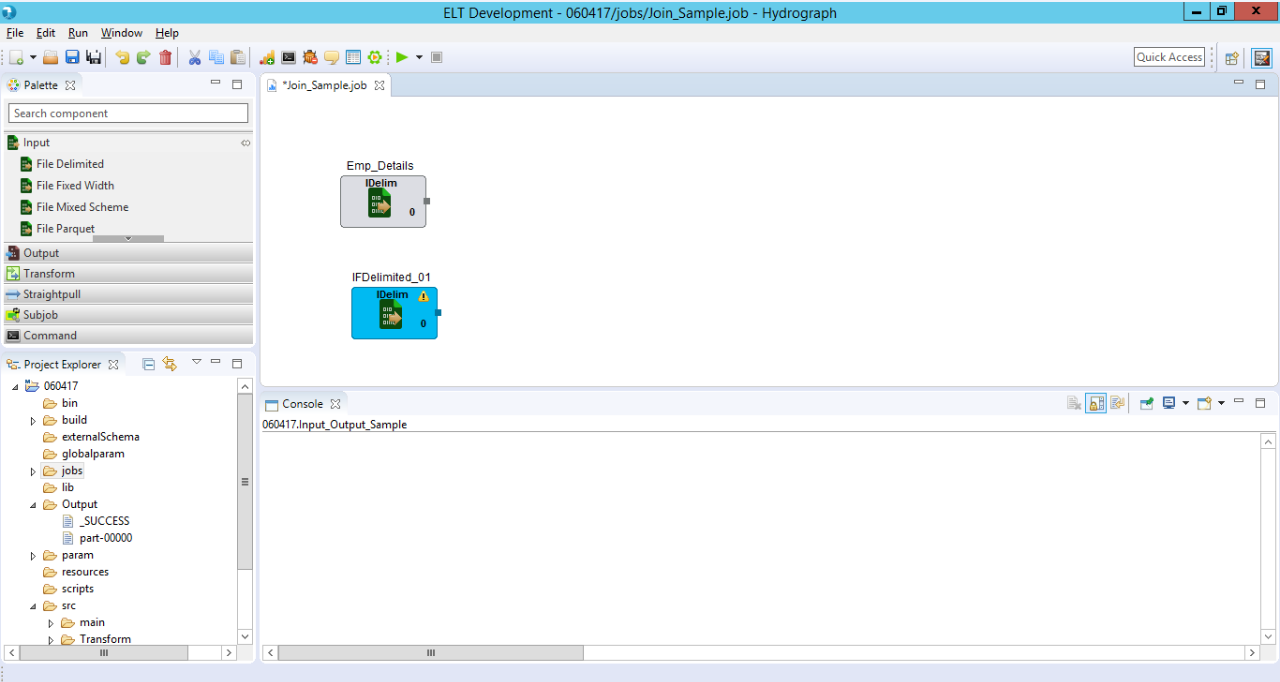 ELT Development - 060417/jobs/Join_Sample.job - Hydrograph
File Edit Run Window Help
Quick Access
Palette
Search component
Input
File Delimited
File Fixed Width
File Mixed Scheme
File Parquet
Output
Transform
Straightpull
Subjob
Command
*Join_Sample.job
Emp_Details
IDelim
0
IFDelimited_01
IDelim
0
Project Explorer
060417
bin
build
externalSchema
globalparam
jobs
lib
Output
_SUCCESS
part-00000
param
resources
scripts
src
main
Transform
Console
060417.Input_Output_Sample